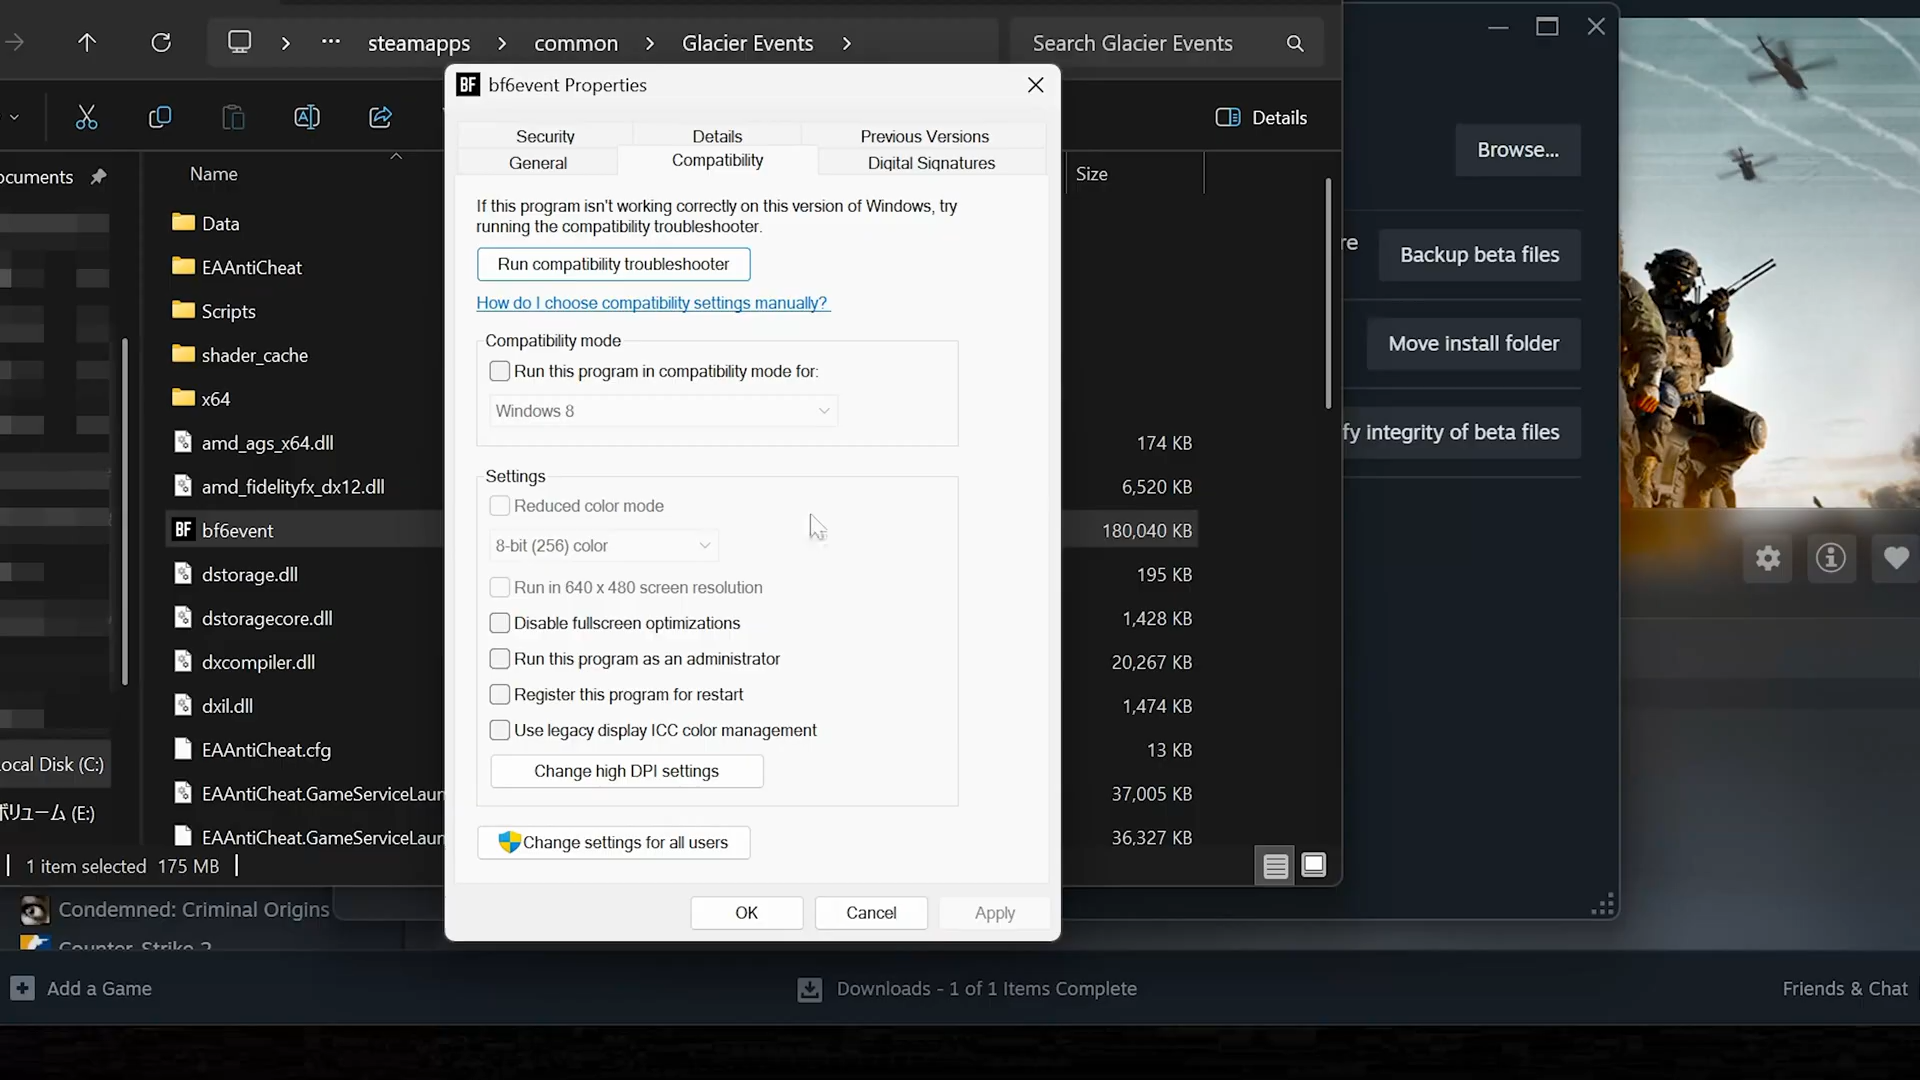 steamapps
common
Glacier Events
Search Glacier Events
BF bf6event Properties
Security
Details
Previous Versions
General
Compatibility
Digital Signatures
If this program isn't working correctly on this version of Windows, try
running the compatibility troubleshooter.
Run compatibility troubleshooter
How do I choose compatibility settings manually?
Compatibility mode
Run this program in compatibility mode for:
Windows 8
Settings
Reduced color mode
8-bit (256) color
Run in 640 x 480 screen resolution
Disable fullscreen optimizations
Run this program as an administrator
Register this program for restart
Use legacy display ICC color management
Change high DPI settings
Change settings for all users
OK
Cancel
Apply
Details
Name
Size
ocuments
Data
EAAntiCheat
Scripts
shader_cache
x64
amd_ags_x64.dll
174 KB
amd_fidelityfx_dx12.dll
6,520 KB
BF bf6event
180,040 KB
dstorage.dll
195 KB
dstoragecore.dll
1,428 KB
dxcompiler.dll
20,267 KB
dxil.dll
1,474 KB
EAAntiCheat.cfg
13 KB
EAAntiCheat.GameServiceLaun
37,005 KB
EAAntiCheat.GameServiceLaun
36,327 KB
ocal Disk (C:)
ボリューム (E:)
1 item selected 175 MB
Browse...
re
Backup beta files
Move install folder
fy integrity of beta files
Condemned: Criminal Origins
Counter-Strike 2
Add a Game
Downloads - 1 of 1 Items Complete
Friends & Chat